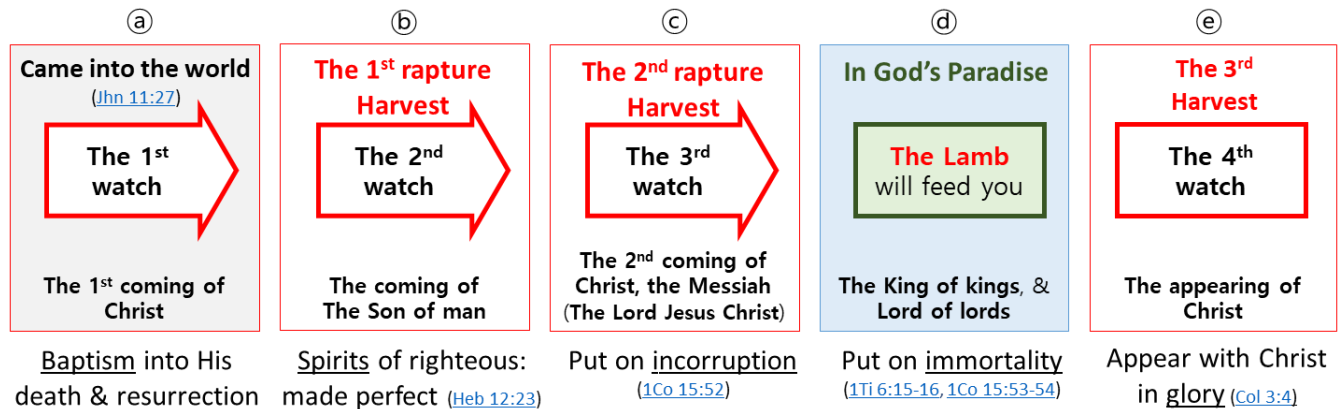 ⓐ
Came into the world
(Jhn 11:27)
The 1st
watch
The 1st coming of
Christ
Baptism into His
death & resurrection
ⓑ
The 1st rapture
Harvest
The 2nd
watch
The coming of
The Son of man
Spirits of righteous:
made perfect (Heb 12:23)
ⓒ
The 2nd rapture
Harvest
The 3rd
watch
The 2nd coming of
Christ, the Messiah
(The Lord Jesus Christ)
Put on incorruption
(1Co 15:52)
ⓓ
In God’s Paradise
The Lamb
will feed you
The King of kings, &
Lord of lords
Put on immortality
(1Ti 6:15-16, 1Co 15:53-54)
ⓔ
The 3rd
Harvest
The 4th
watch
The appearing of
Christ
Appear with Christ
in glory (Col 3:4)